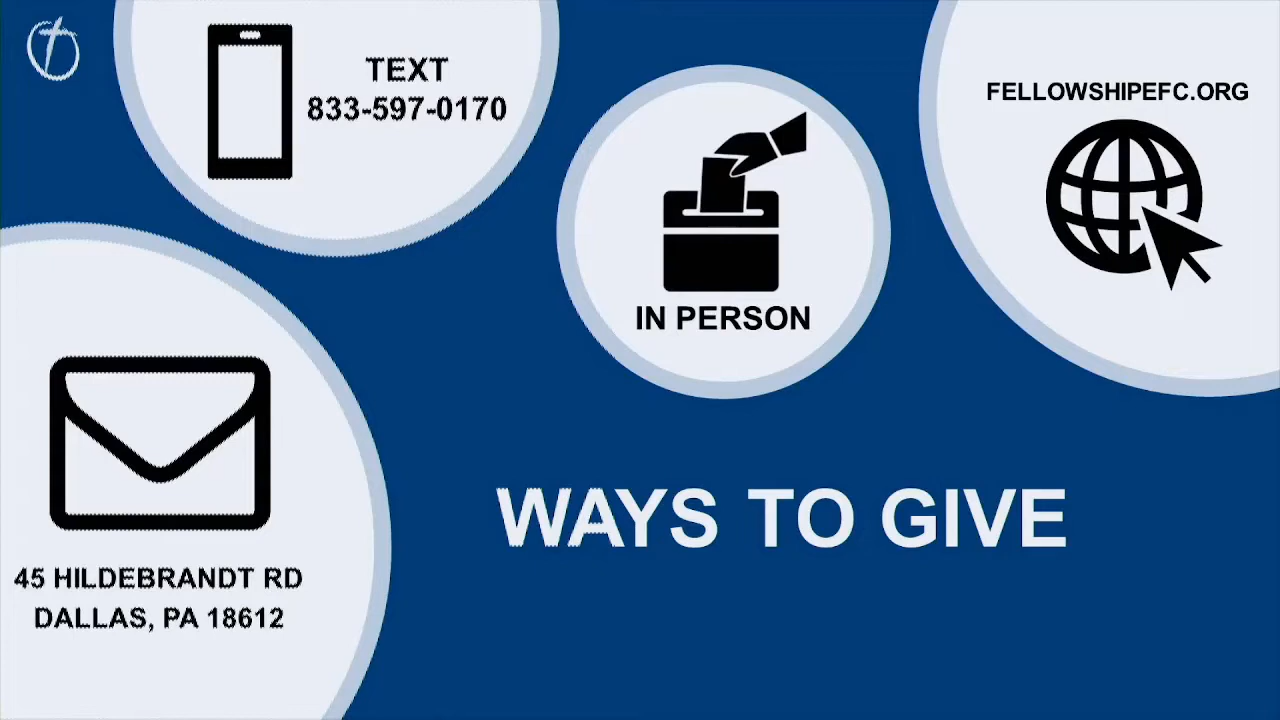 TEXT
833-597-0170
FELLOWSHIPEFC.ORG
IN PERSON
WAYS TO GIVE
45 HILDEBRANDT RD
DALLAS, PA 18612